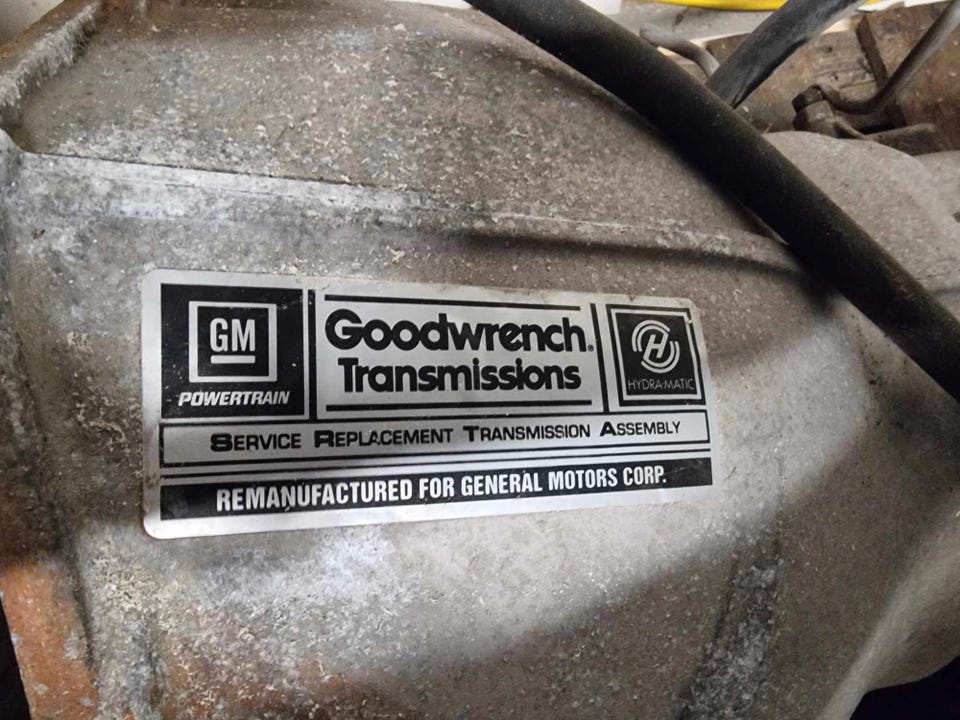 GM
POWERTRAIN
Goodwrench®
Transmissions
H
HYDRA-MATIC
SERVICE REPLACEMENT TRANSMISSION ASSEMBLY
REMANUFACTURED FOR GENERAL MOTORS CORP.